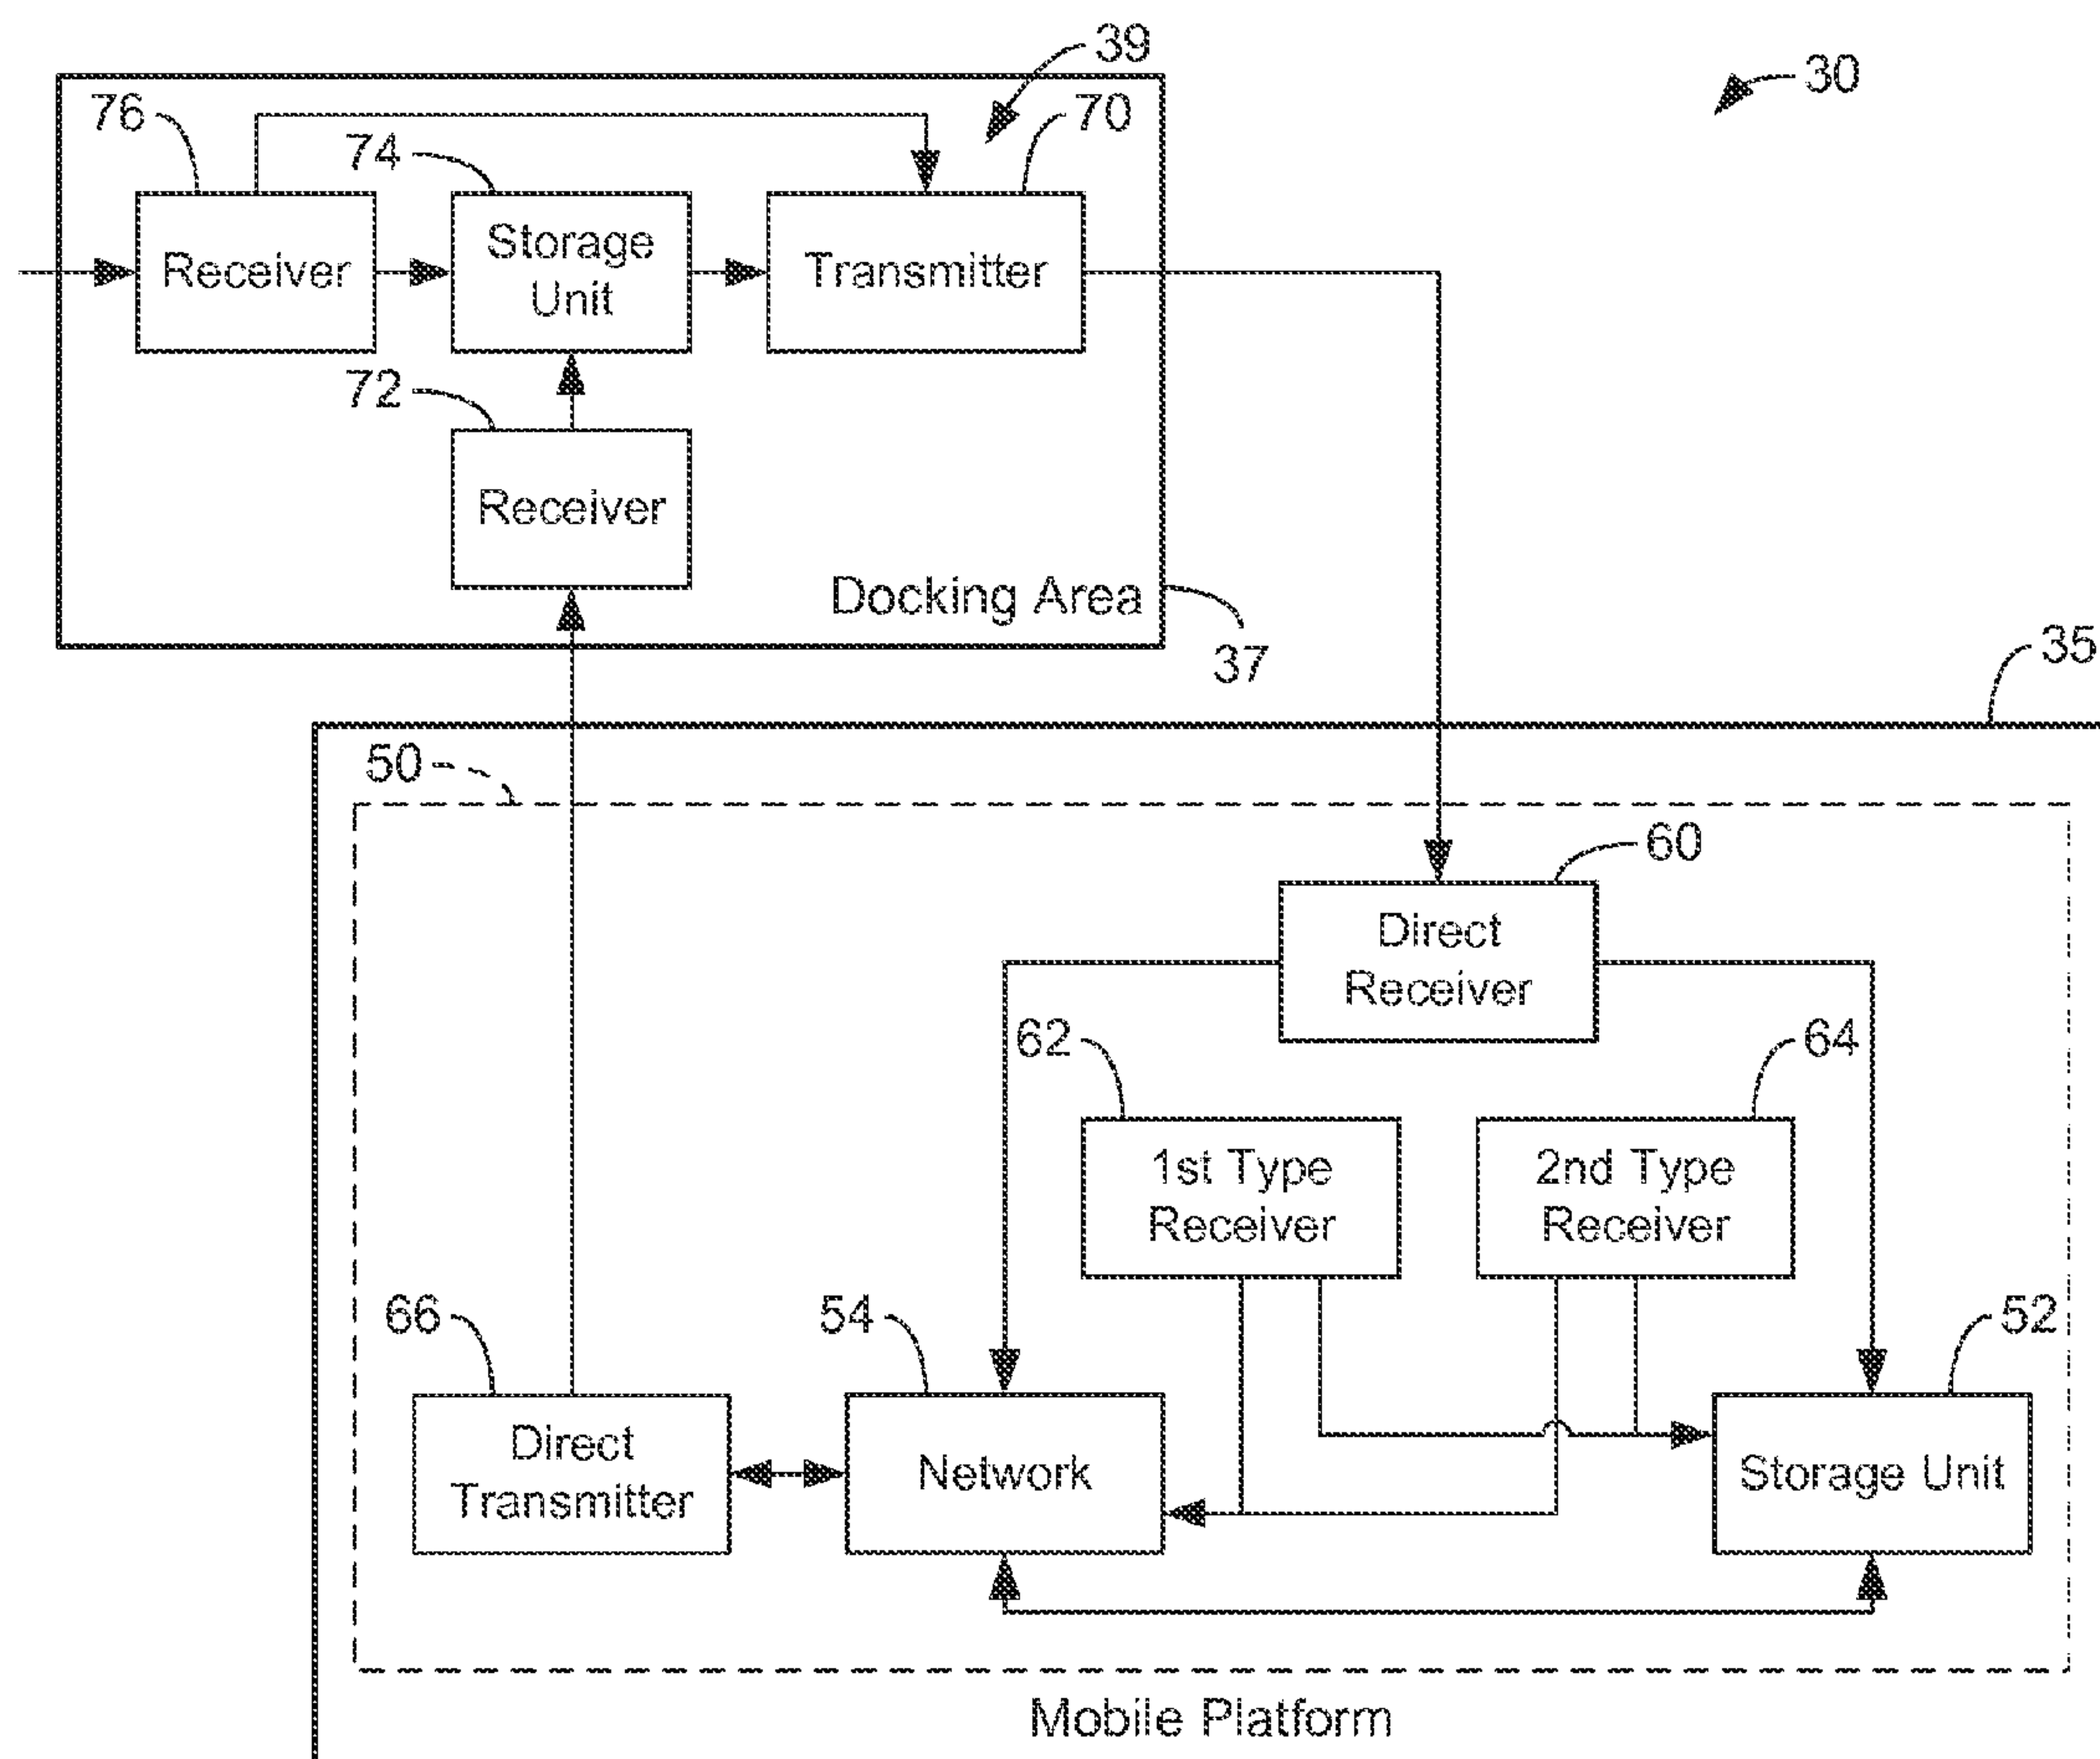 39
30
76
70
74
Receiver
Storage
Unit
Transmitter
72
Receiver
Docking Area
37
35
50
60
Direct
Receiver
62
64
1st Type
Receiver
2nd Type
Receiver
66
54
52
Direct
Transmitter
Network
Storage Unit
Mobile Platform